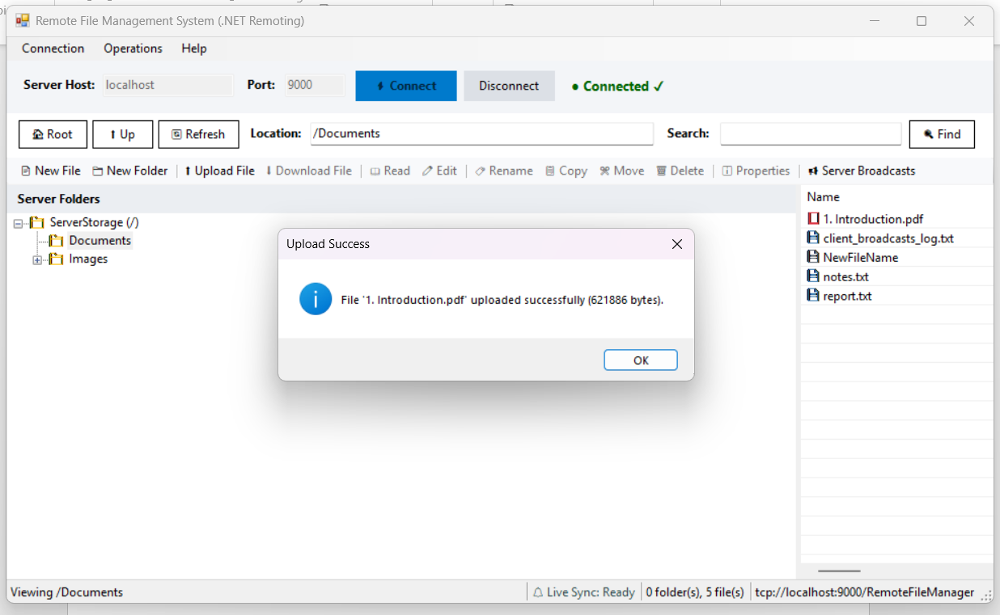 Remote File Management System (.NET Remoting)
Connection Operations Help
Server Host: localhost Port: 9000 Connect Disconnect ● Connected ✓
Root Up Refresh Location: /Documents Search: Find
New File New Folder Upload File Download File Read Edit Rename Copy Move Delete Properties Server Broadcasts
Server Folders
ServerStorage (/)
Documents
Images
Upload Success
File '1. Introduction.pdf' uploaded successfully (621886 bytes).
OK
Name
1. Introduction.pdf
client_broadcasts_log.txt
NewFileName
notes.txt
report.txt
Viewing /Documents Live Sync: Ready 0 folder(s), 5 file(s) tcp://localhost:9000/RemoteFileManager